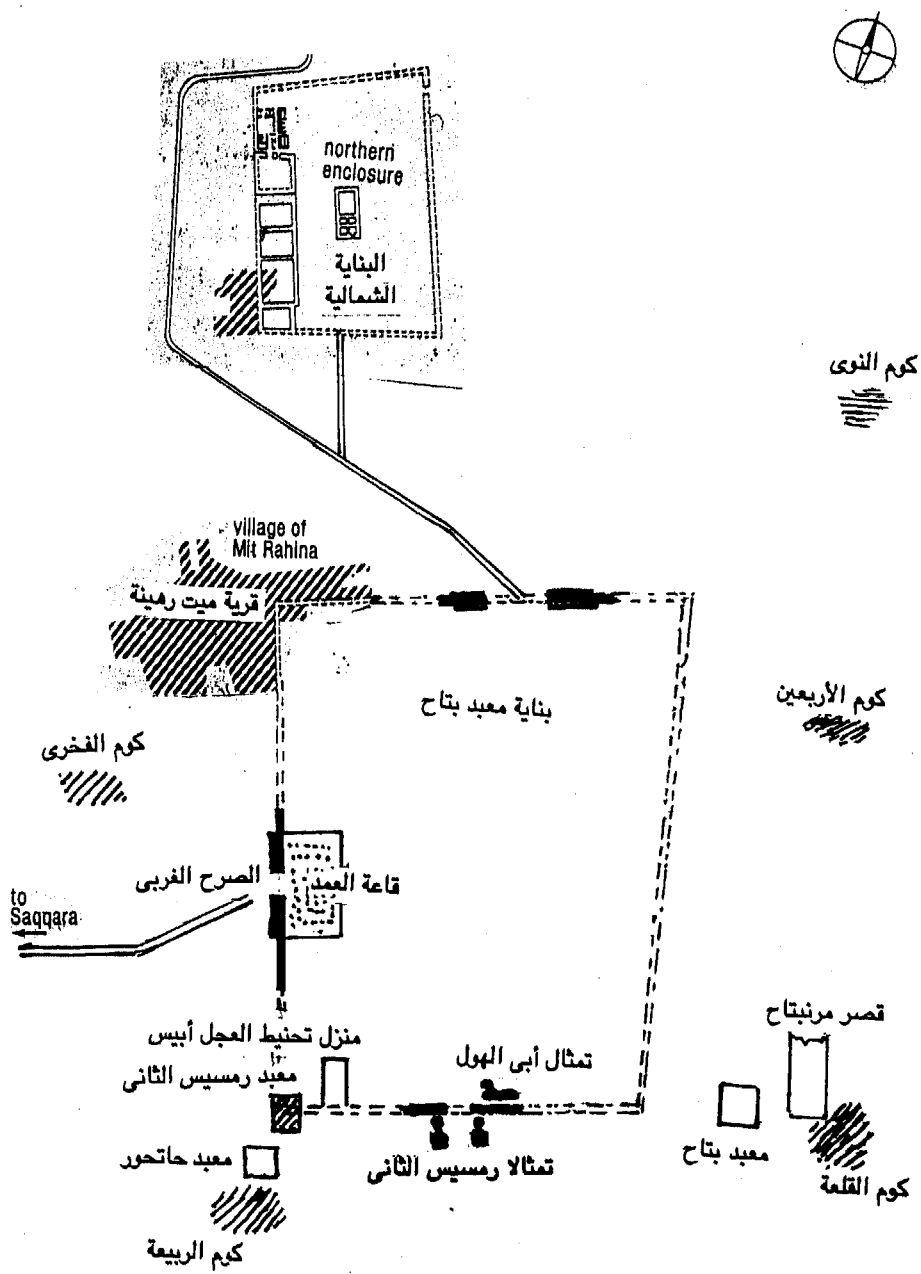 northern
enclosure
البناية
الشمالية
كوم النوى
village of
Mit Rahina
قرية ميت رهينة
كوم الأربعين
بناية معبد بتاح
كوم الفخرى
الصرح الغربى
قاعة العمد
to
Saqqara
قصر مرنبتاح
منزل تحنيط العجل أبيس
تمثال أبى الهول
معبد رمسيس الثانى
معبد بتاح
معبد حاتحور
تمثالا رمسيس الثانى
كوم القلعة
كوم الربيعة